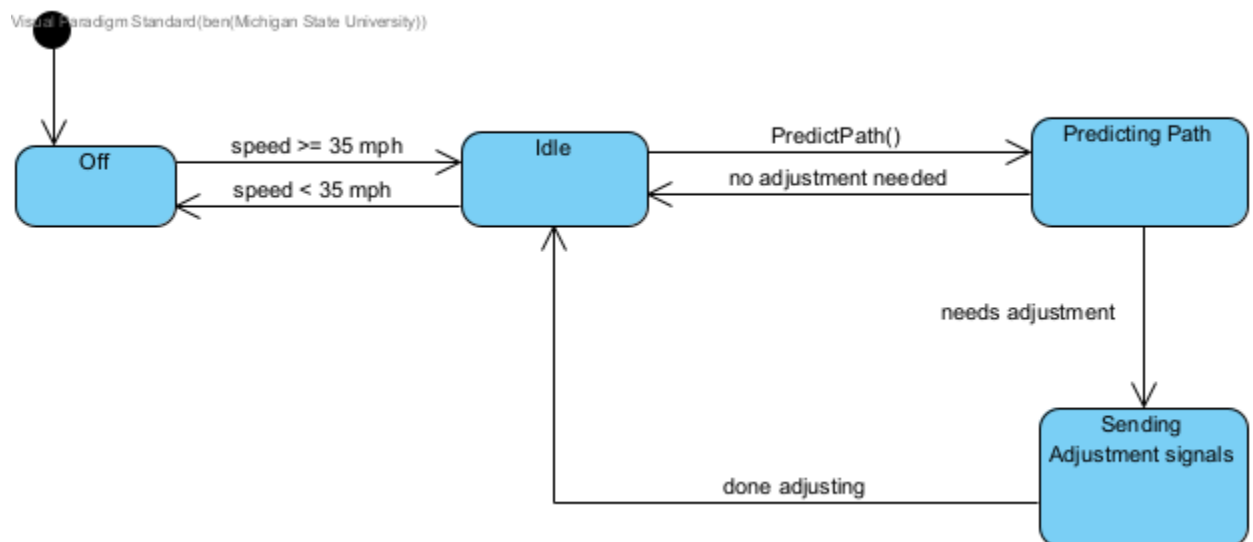 Visual Paradigm Standard(ben(Michigan State University))
Off
speed >= 35 mph
speed < 35 mph
Idle
PredictPath()
no adjustment needed
Predicting Path
needs adjustment
Sending
Adjustment signals
done adjusting